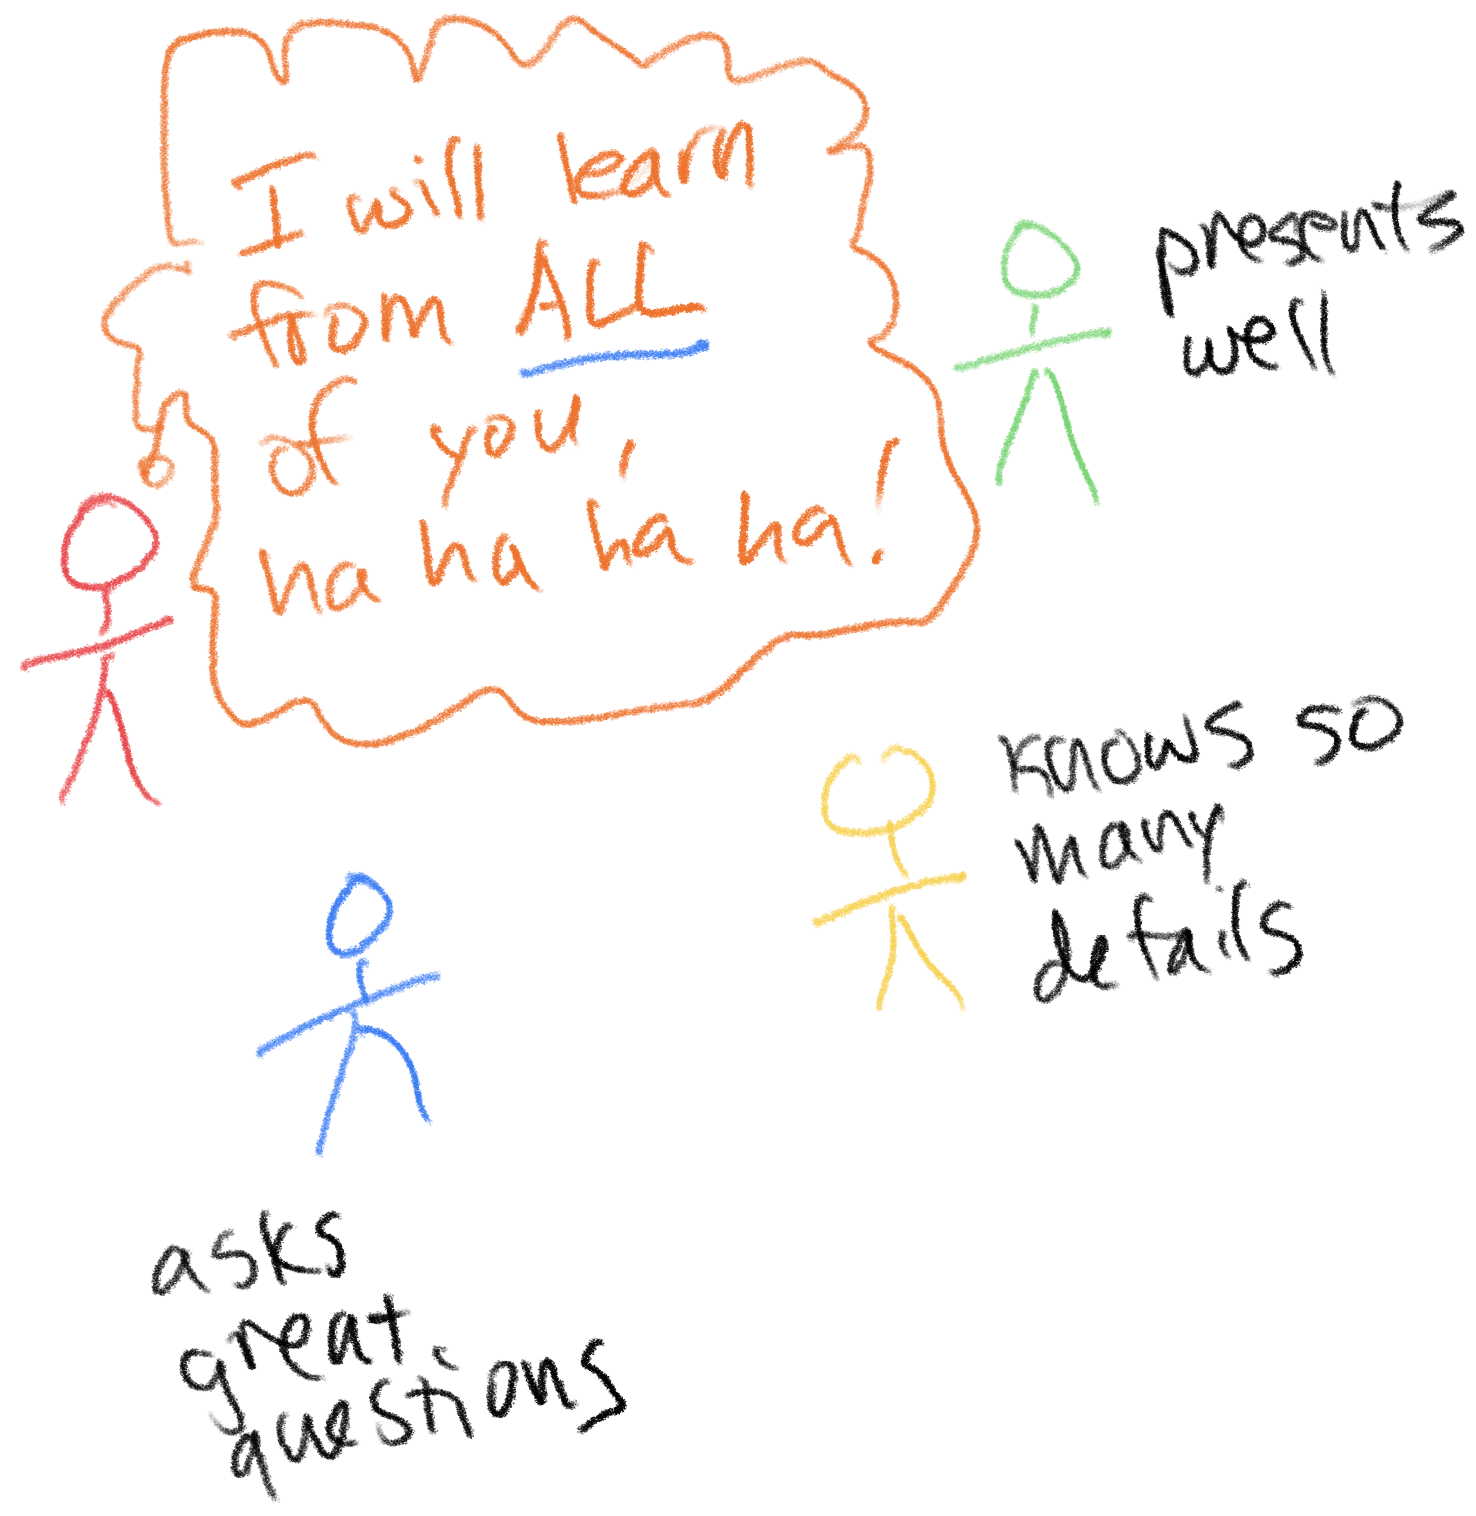 I will learn
from ALL
of you,
ha ha ha ha!
presents
well
knows so
many
details
asks
great
questions